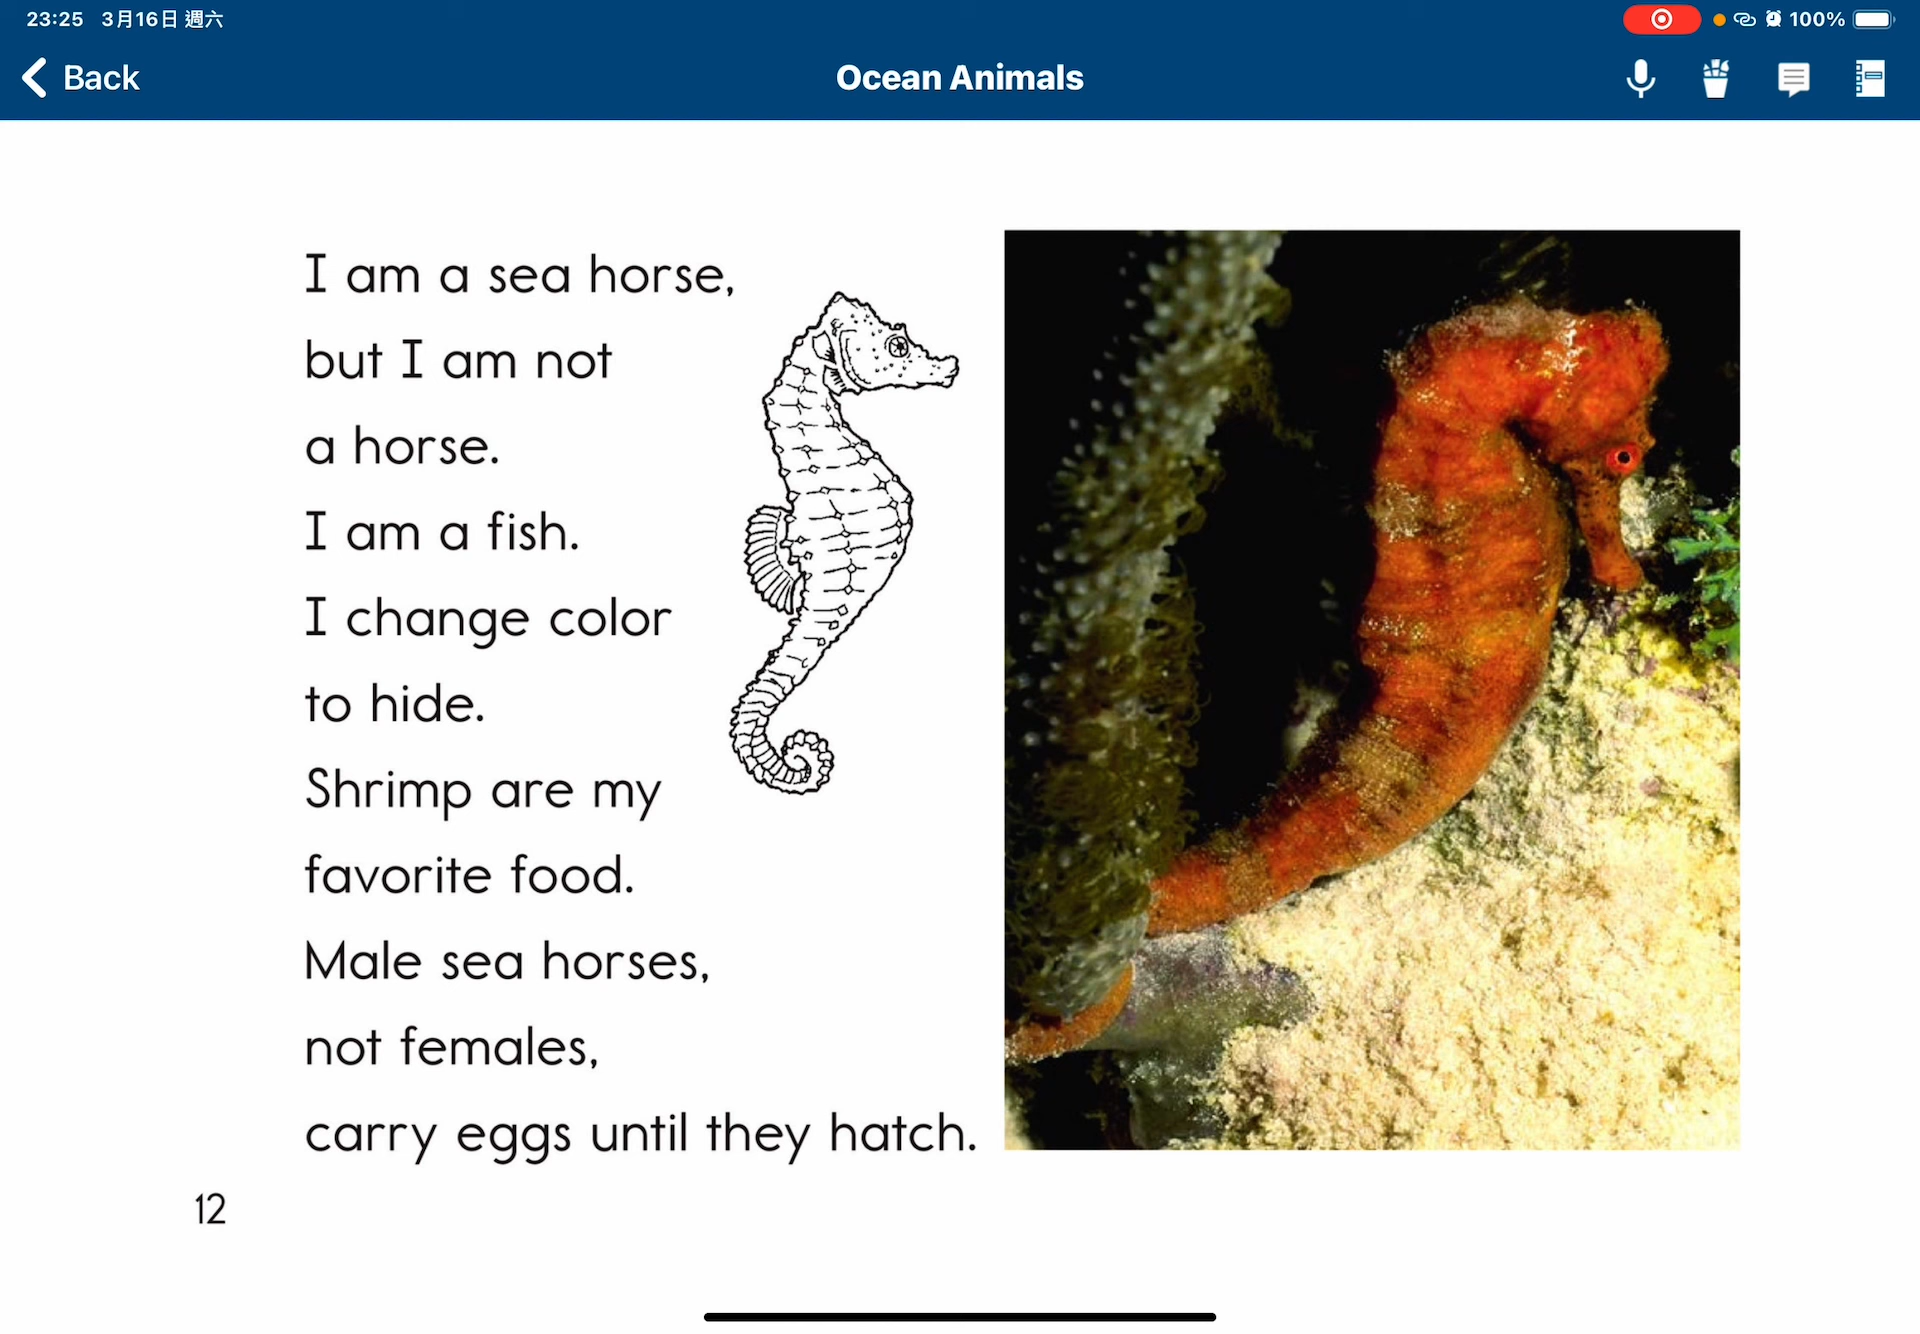 23:25 3月16日 週六
100%
Back
Ocean Animals
I am a sea horse,
but I am not
a horse.
I am a fish.
I change color
to hide.
Shrimp are my
favorite food.
Male sea horses,
not females,
carry eggs until they hatch.
12